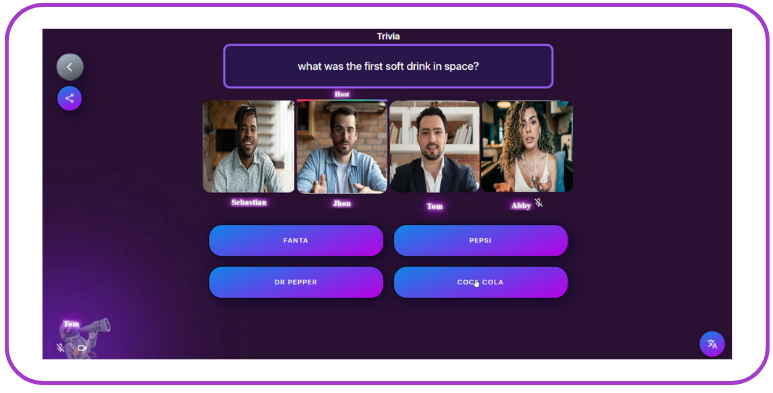 Trivia
what was the first soft drink in space?
Host
Sebastian
Jhon
Tom
Abby
FANTA
PEPSI
DR PEPPER
COCA COLA
Tom